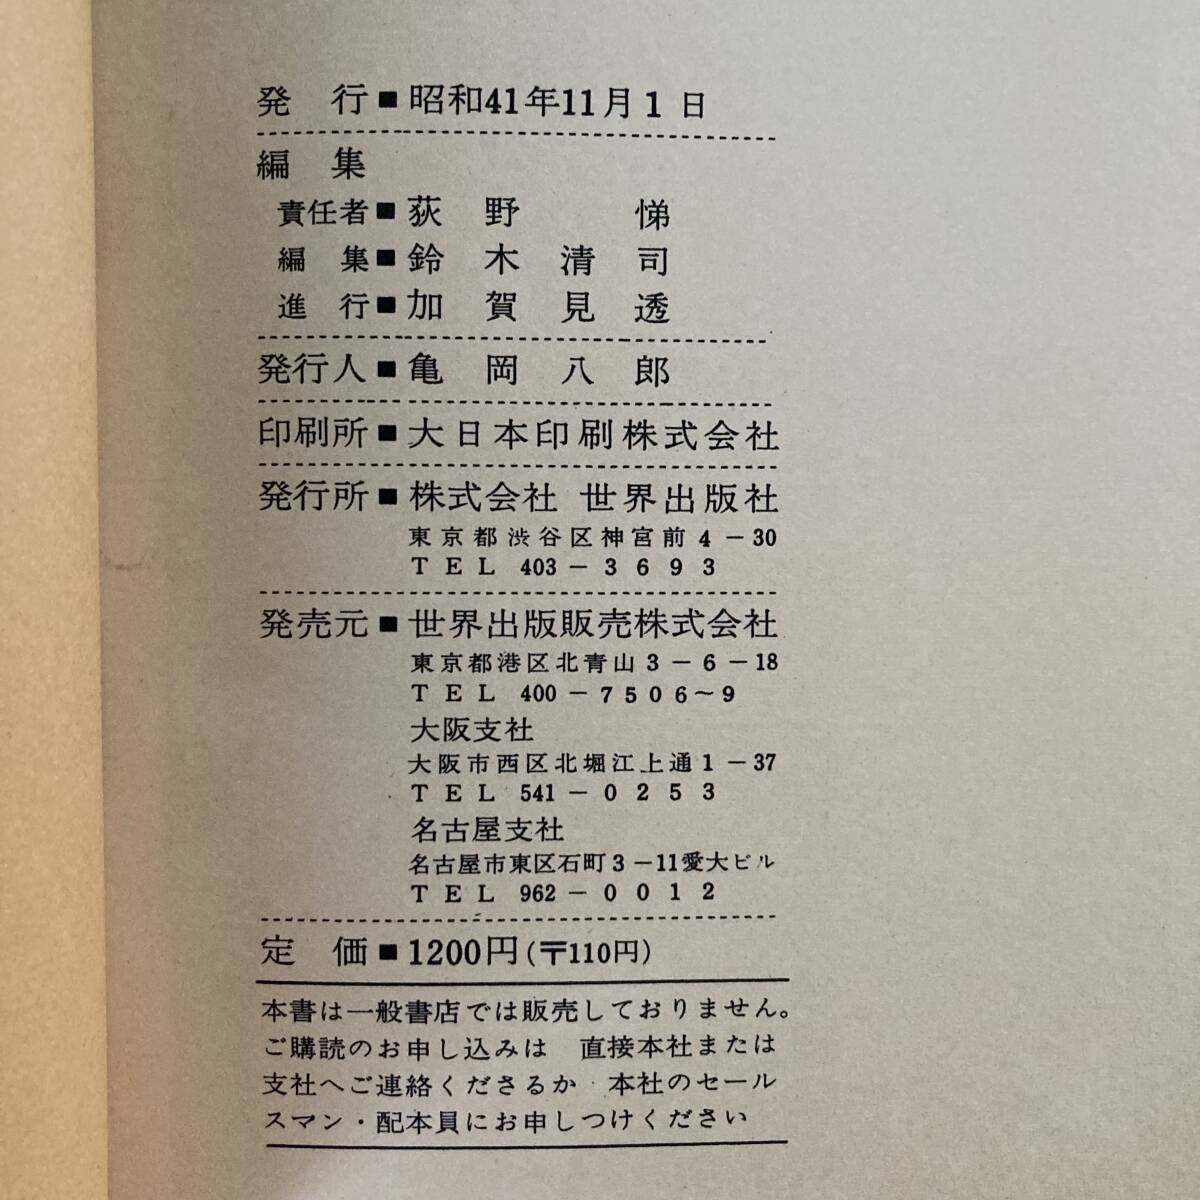 発 行■昭和41年11月1日
編 集
責任者■荻野 悌
編 集■鈴木清司
進 行■加賀見透
発行人■亀岡八郎
印刷所■大日本印刷株式会社
発行所■株式会社 世界出版社
東京都渋谷区神宮前4－30
TEL 403－3693
発売元■世界出版販売株式会社
東京都港区北青山3－6－18
TEL 400－7506～9
大阪支社
大阪市西区北堀江上通1－37
TEL 541－0253
名古屋支社
名古屋市東区石町3－11愛大ビル
TEL 962－0012
定 価■1200円(〒110円)
本書は一般書店では販売しておりません。
ご購読のお申し込みは 直接本社または
支社へご連絡くださるか 本社のセール
スマン・配本員にお申しつけください